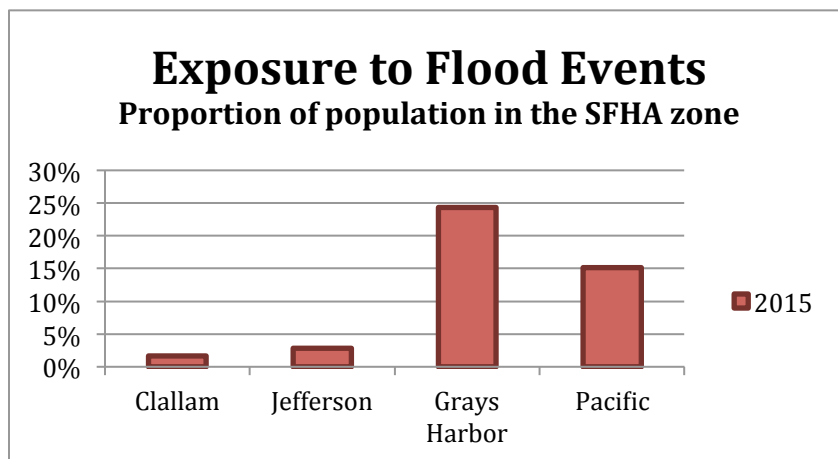 Exposure to Flood Events
Proportion of population in the SFHA zone
30%
25%
20%
15%
10%
5%
0%
Clallam
Jefferson
Grays
Harbor
Pacific
2015